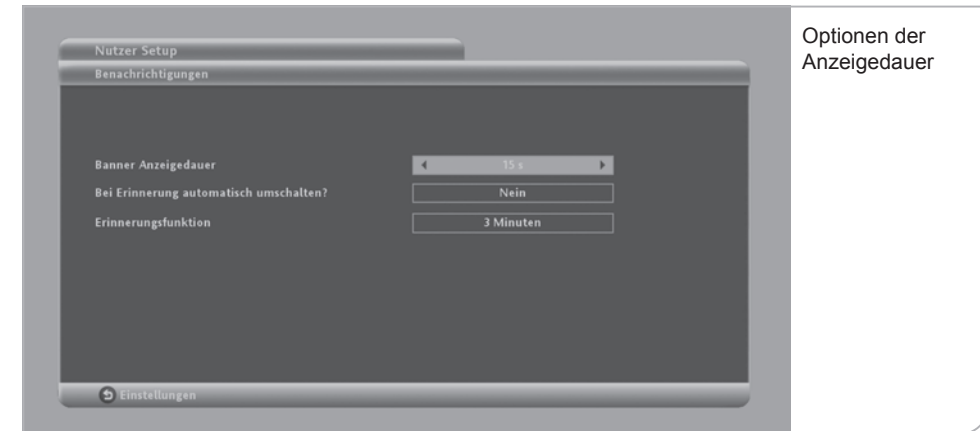 Nutzer Setup
Benachrichtigungen
Banner Anzeigedauer 15 s
Bei Erinnerung automatisch umschalten? Nein
Erinnerungsfunktion 3 Minuten
Einstellungen
Optionen der
Anzeigedauer